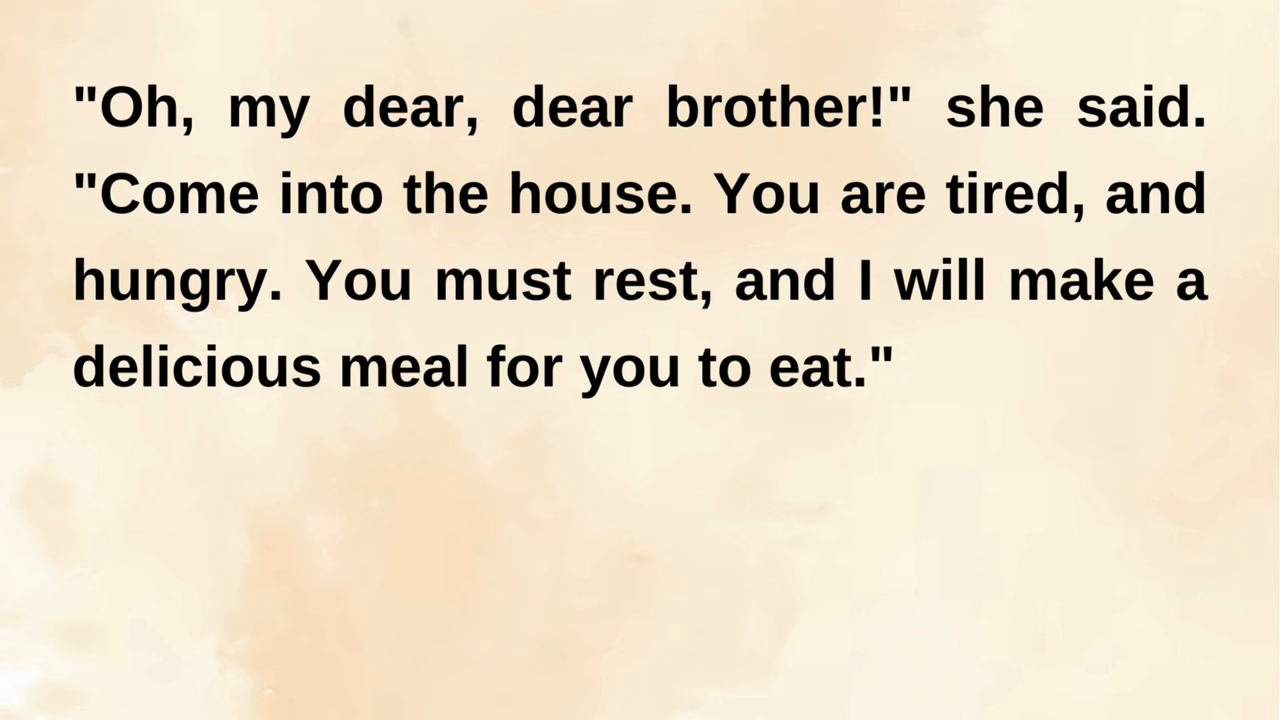 "Oh, my dear, dear brother!" she said.
"Come into the house. You are tired, and
hungry. You must rest, and I will make a
delicious meal for you to eat."